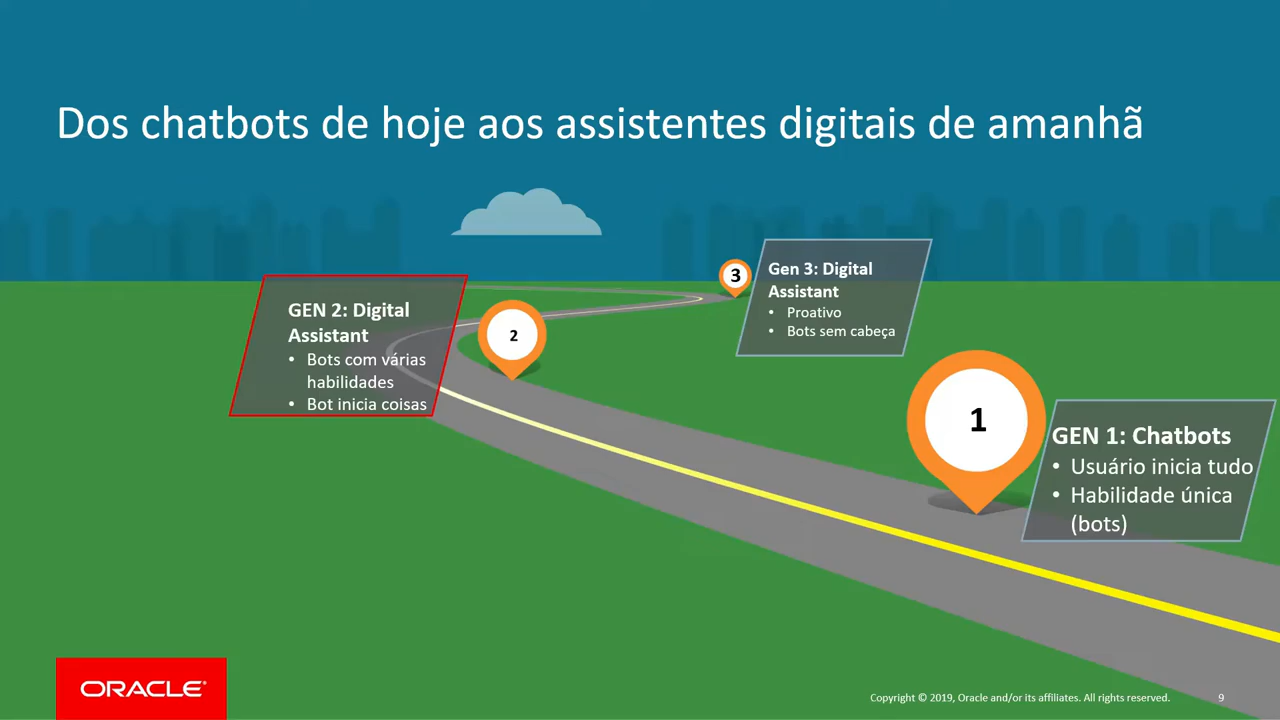 Dos chatbots de hoje aos assistentes digitais de amanhã
3
Gen 3: Digital
Assistant
• Proativo
• Bots sem cabeça
GEN 2: Digital
Assistant
• Bots com várias
habilidades
• Bot inicia coisas
2
1
GEN 1: Chatbots
• Usuário inicia tudo
• Habilidade única
(bots)
ORACLE®
Copyright © 2019, Oracle and/or its affiliates. All rights reserved.
9